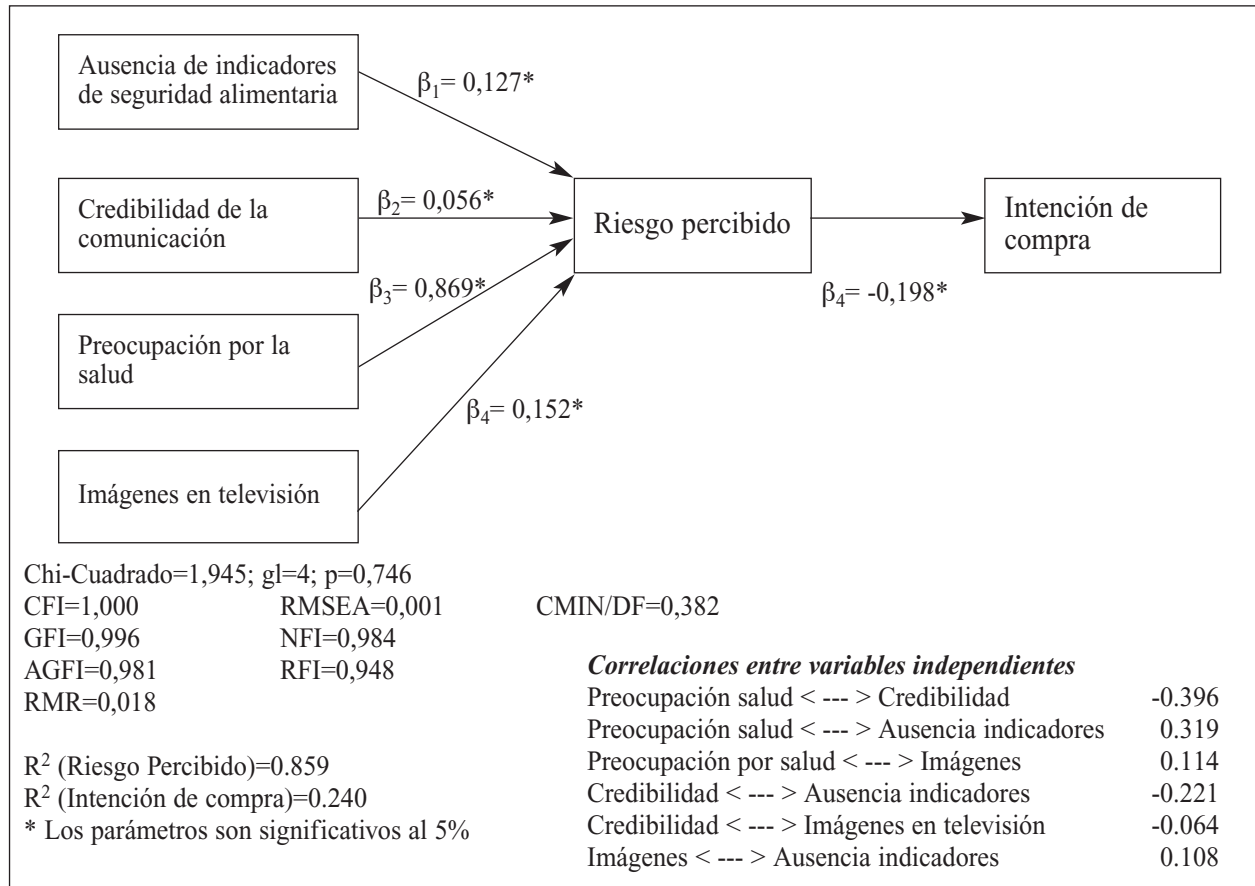 Ausencia de indicadores
de seguridad alimentaria
β1= 0,127*
Credibilidad de la
comunicación
β2= 0,056*
Riesgo percibido
Intención de
compra
β3= 0,869*
β4= -0,198*
Preocupación por la
salud
β4= 0,152*
Imágenes en televisión
Chi-Cuadrado=1,945; gl=4; p=0,746
CFI=1,000 RMSEA=0,001 CMIN/DF=0,382
GFI=0,996 NFI=0,984
AGFI=0,981 RFI=0,948
RMR=0,018
R2 (Riesgo Percibido)=0.859
R2 (Intención de compra)=0.240
* Los parámetros son significativos al 5%
Correlaciones entre variables independientes
Preocupación salud < --- > Credibilidad -0.396
Preocupación salud < --- > Ausencia indicadores 0.319
Preocupación por salud < --- > Imágenes 0.114
Credibilidad < --- > Ausencia indicadores -0.221
Credibilidad < --- > Imágenes en televisión -0.064
Imágenes < --- > Ausencia indicadores 0.108